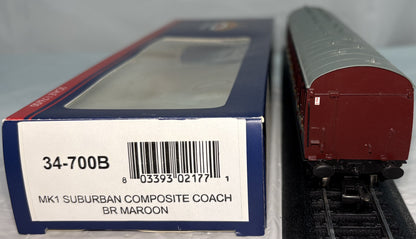 34-700B
8 03393 02177 1
MK1 SUBURBAN COMPOSITE COACH
BR MAROON